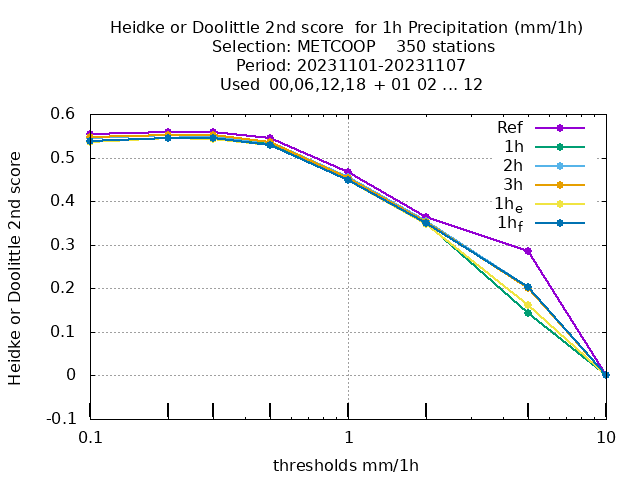 Heidke or Doolittle 2nd score  for 1h Precipitation (mm/1h)
Selection: METCOOP    350 stations
Period: 20231101-20231107
Used  00,06,12,18  + 01 02 ... 12
Heidke or Doolittle 2nd score
0.6
0.5
0.4
0.3
0.2
0.1
0
-0.1
Ref
1h
2h
3h
1he
1hf
0.1 1 10
thresholds mm/1h